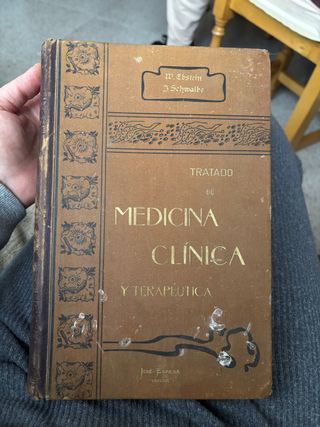 W. Ebstein
J. Schwalbe
TRATADO
DE
MEDICINA
CLÍNICA
Y TERAPÉUTICA
JOSÉ ESPASA